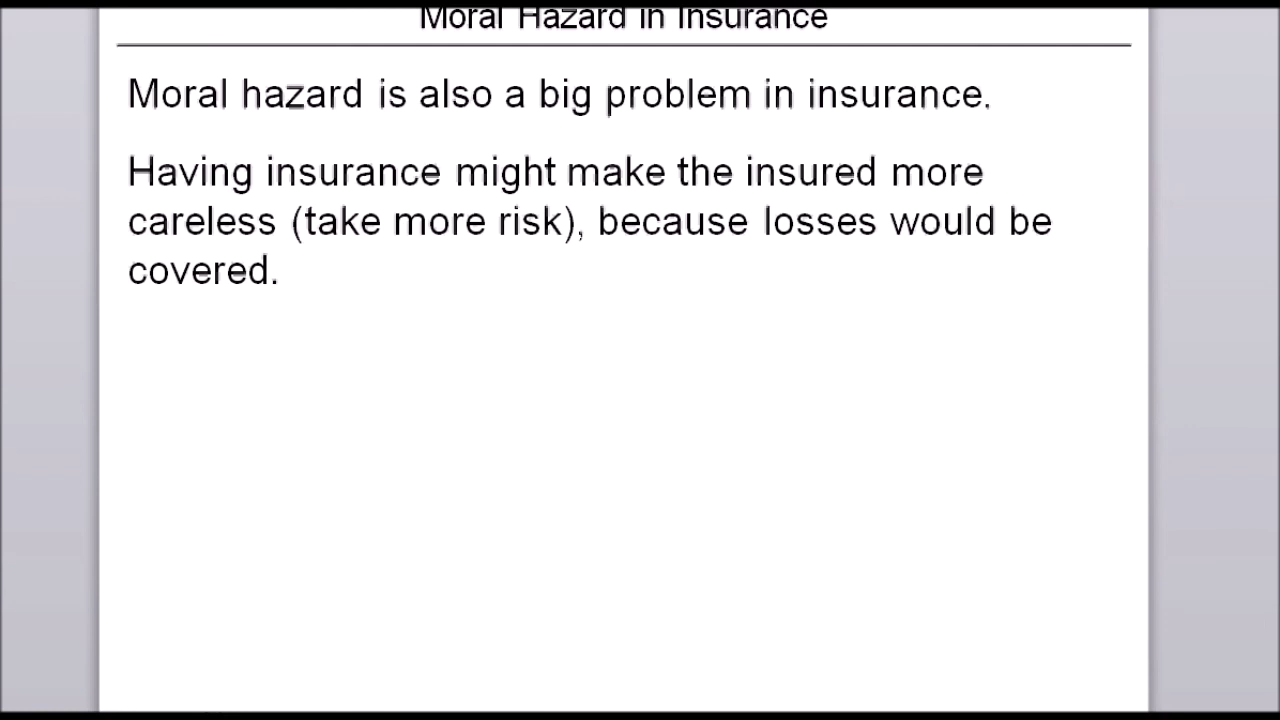 Moral Hazard in Insurance
Moral hazard is also a big problem in insurance.
Having insurance might make the insured more
careless (take more risk), because losses would be
covered.